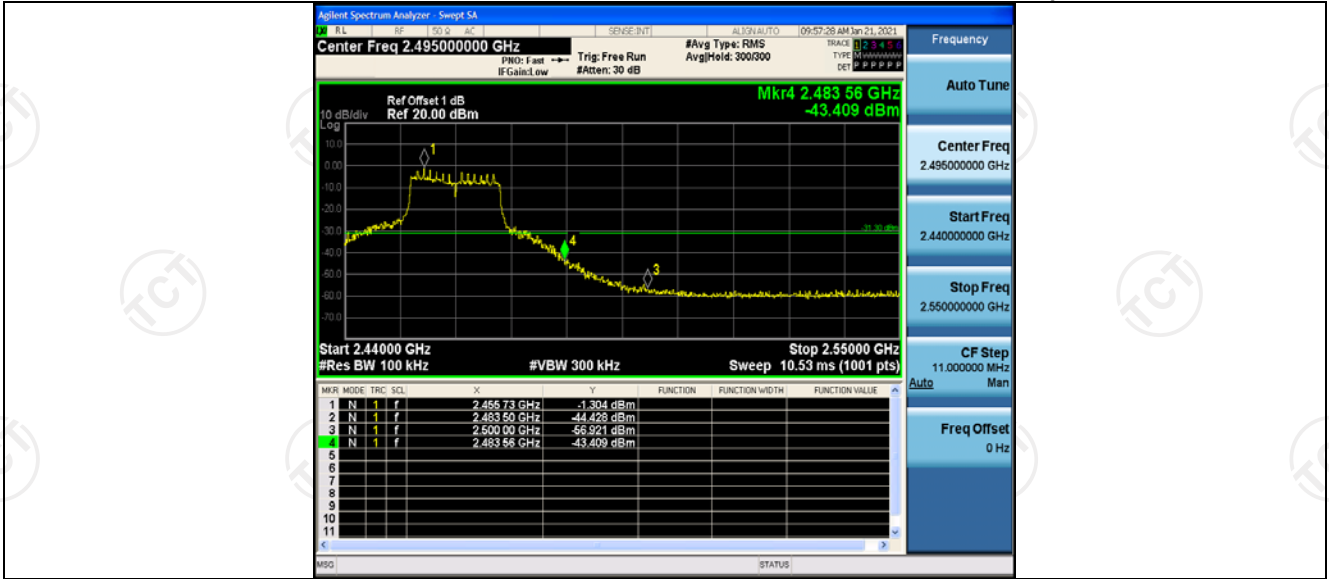 Agilent Spectrum Analyzer - Swept SA
RL RF 50 Ω AC SENSE:INT ALIGNAUTO 09:57:28 AM Jan 21, 2021
Center Freq 2.495000000 GHz
#Avg Type: RMS
TRACE 1 2 3 4 5 6
PNO: Fast Trig: Free Run Avg|Hold: 300/300
TYPE M
IFGain:Low #Atten: 30 dB
DET P P P P P P
Mkr4 2.483 56 GHz
-43.409 dBm
Ref Offset 1 dB
10 dB/div Ref 20.00 dBm
Log
10.0
0.00
-10.0
-20.0
-30.0
-40.0
-50.0
-60.0
-70.0
1
4
3
-31.30 dBm
Start 2.44000 GHz Stop 2.55000 GHz
#Res BW 100 kHz #VBW 300 kHz Sweep 10.53 ms (1001 pts)
MKR MODE TRC SCL X Y FUNCTION FUNCTION WIDTH FUNCTION VALUE
1 N 1 f 2.455 73 GHz -1.304 dBm
2 N 1 f 2.483 50 GHz -44.428 dBm
3 N 1 f 2.500 00 GHz -56.921 dBm
4 N 1 f 2.483 56 GHz -43.409 dBm
5
6
7
8
9
10
11
MSG STATUS
Frequency
Auto Tune
Center Freq
2.495000000 GHz
Start Freq
2.440000000 GHz
Stop Freq
2.550000000 GHz
CF Step
11.000000 MHz
Auto Man
Freq Offset
0 Hz
TCT
TCT